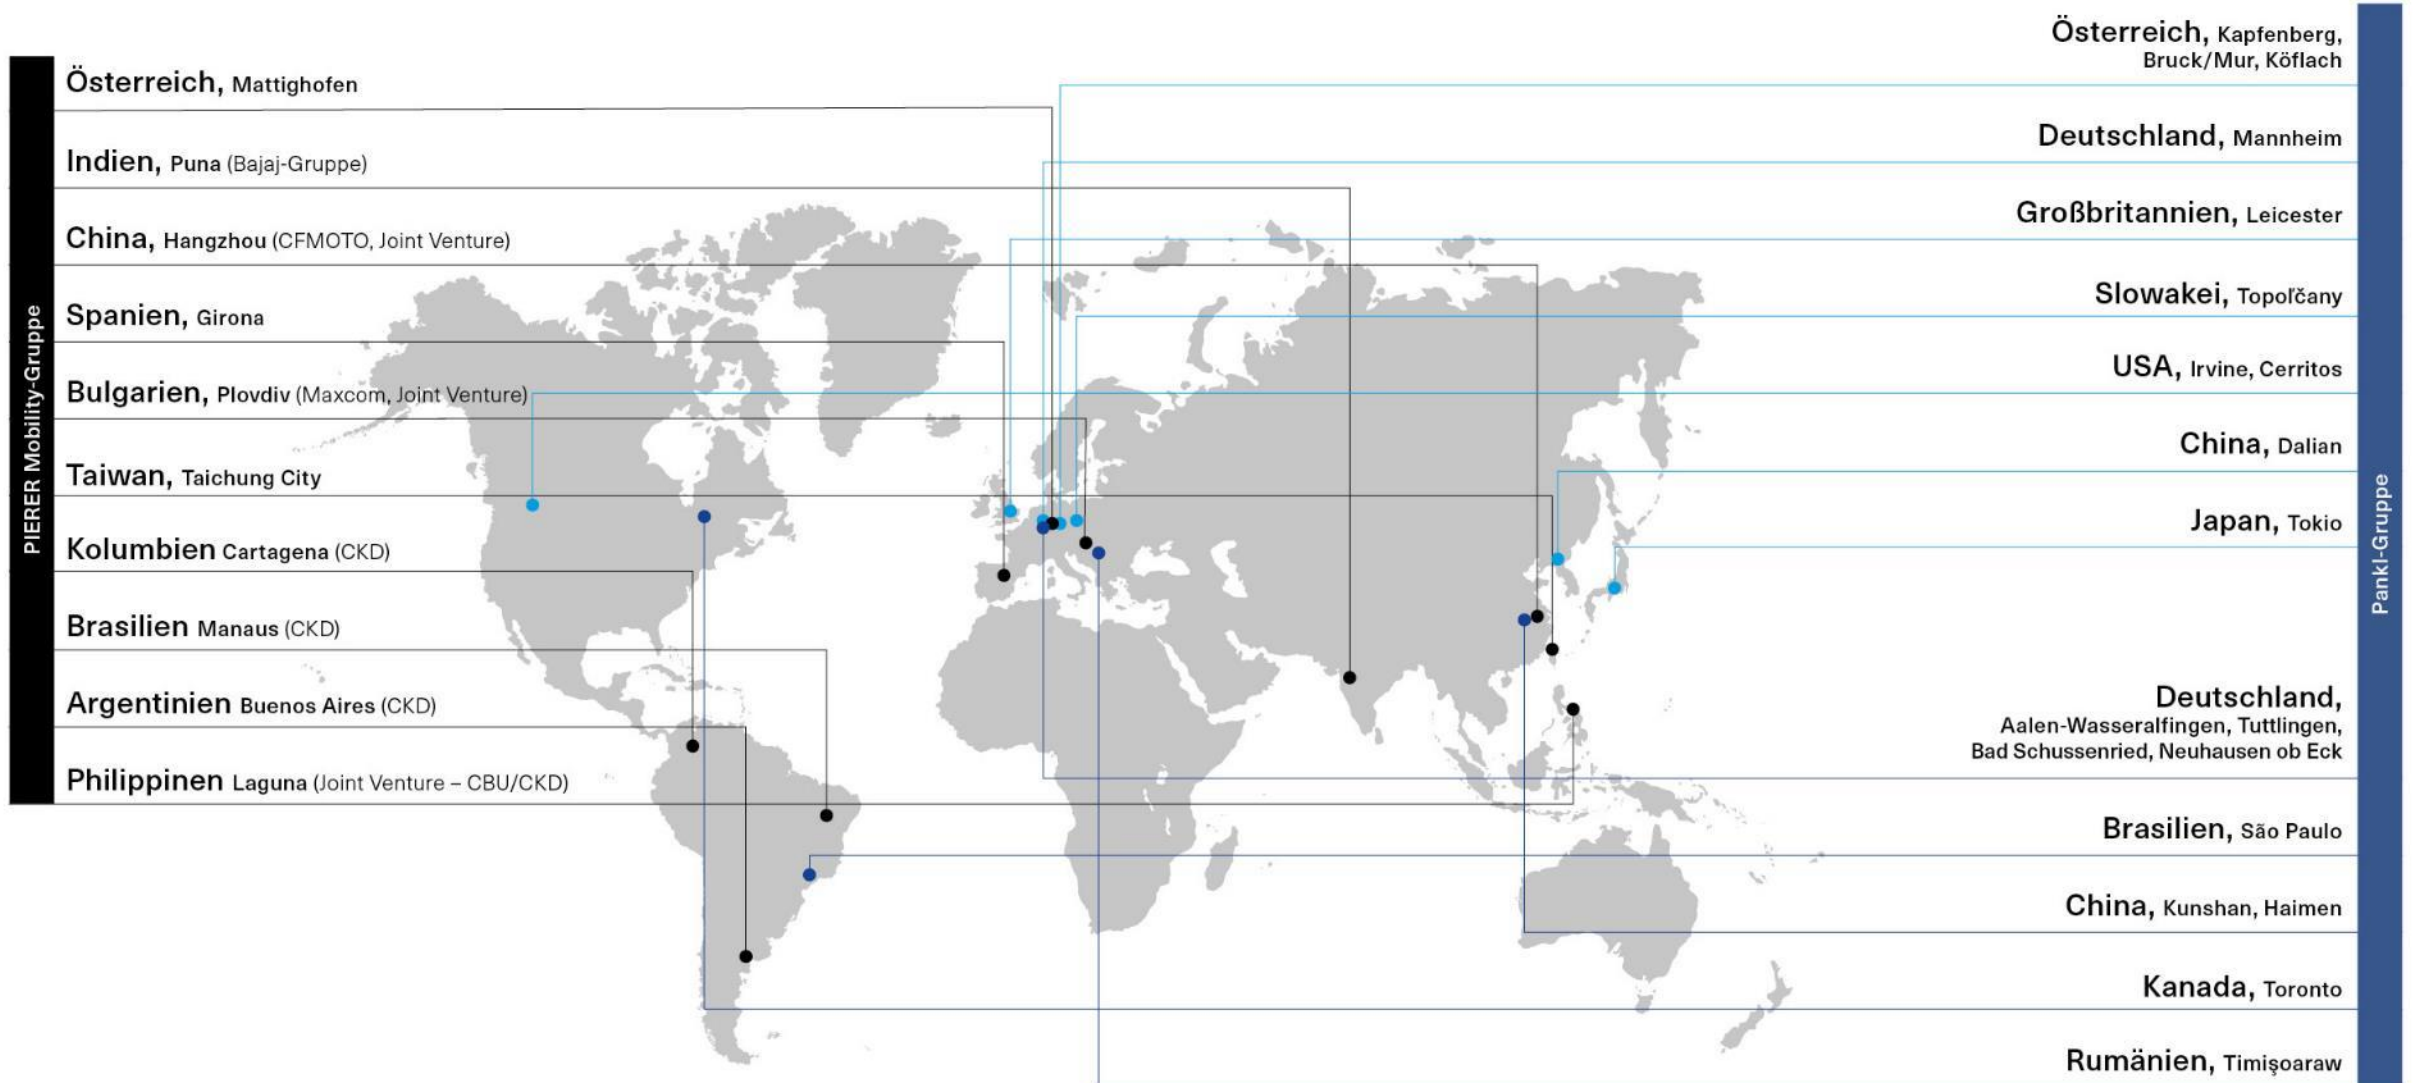 PIERER Mobility-Gruppe
Österreich, Mattighofen
Indien, Puna (Bajaj-Gruppe)
China, Hangzhou (CFMOTO, Joint Venture)
Spanien, Girona
Bulgarien, Plovdiv (Maxcom, Joint Venture)
Taiwan, Taichung City
Kolumbien Cartagena (CKD)
Brasilien Manaus (CKD)
Argentinien Buenos Aires (CKD)
Philippinen Laguna (Joint Venture – CBU/CKD)
Österreich, Kapfenberg,
Bruck/Mur, Köflach
Deutschland, Mannheim
Großbritannien, Leicester
Slowakei, Topoľčany
USA, Irvine, Cerritos
China, Dalian
Japan, Tokio
Deutschland,
Aalen-Wasseralfingen, Tuttlingen,
Bad Schussenried, Neuhausen ob Eck
Brasilien, São Paulo
China, Kunshan, Haimen
Kanada, Toronto
Rumänien, Timişoaraw
Pankl-Gruppe